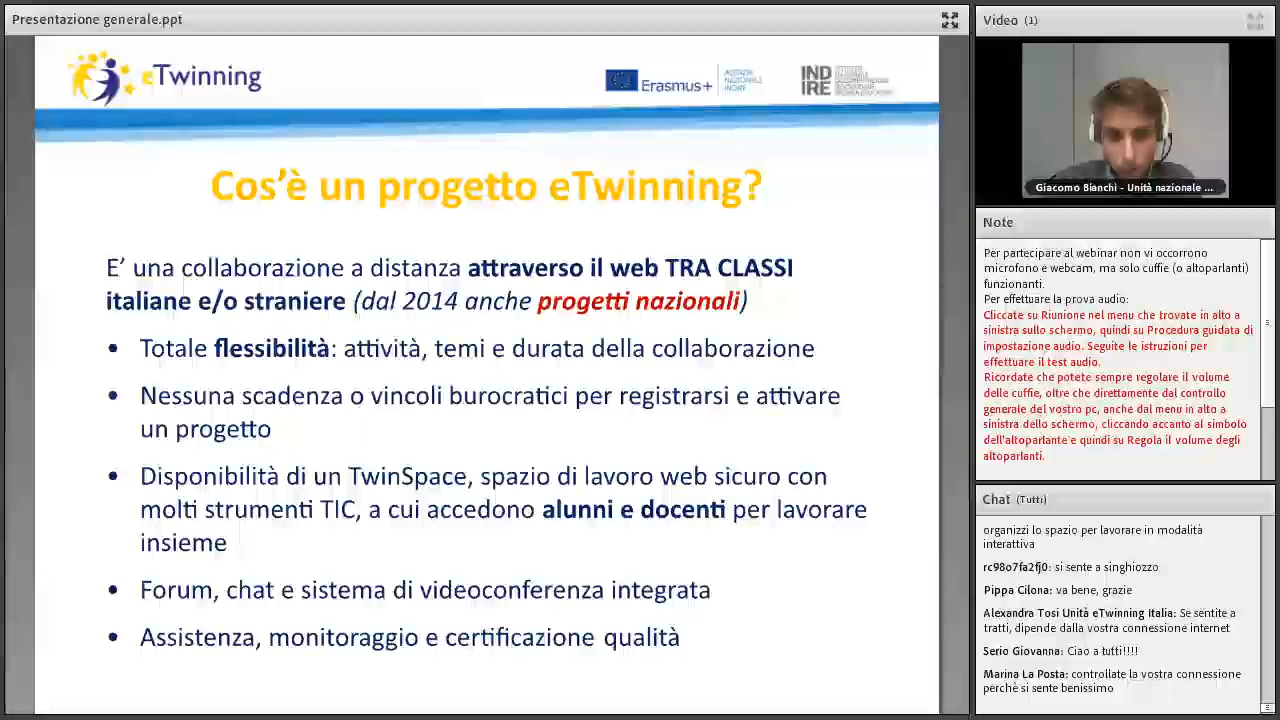 Presentazione generale.ppt
eTwinning
Erasmus+
AGENZIA
NAZIONALE
INDIRE
IND
IRE
Cos'è un progetto eTwinning?
E' una collaborazione a distanza attraverso il web TRA CLASSI
italiane e/o straniere (dal 2014 anche progetti nazionali)
• Totale flessibilità: attività, temi e durata della collaborazione
• Nessuna scadenza o vincoli burocratici per registrarsi e attivare
un progetto
• Disponibilità di un TwinSpace, spazio di lavoro web sicuro con
molti strumenti TIC, a cui accedono alunni e docenti per lavorare
insieme
• Forum, chat e sistema di videoconferenza integrata
• Assistenza, monitoraggio e certificazione qualità
Video (1)
Giacomo Bianchi - Unità nazionale ...
Note
Per partecipare al webinar non vi occorrono
microfono e webcam, ma solo cuffie (o altoparlanti)
funzionanti.
Per effettuare la prova audio:
Cliccate su Riunione nel menu che trovate in alto a
sinistra sullo schermo, quindi su Procedura guidata di
impostazione audio. Seguite le istruzioni per
effettuare il test audio.
Ricordate che potete sempre regolare il volume
delle cuffie, oltre che direttamente dal controllo
generale del vostro pc, anche dal menu in alto a
sinistra dello schermo, cliccando accanto al simbolo
dell'altoparlante e quindi su Regola il volume degli
altoparlanti.
Chat (Tutti)
organizzi lo spazio per lavorare in modalità
interattiva
rc98o7fa2fj0: si sente a singhiozzo
Pippa Cilona: va bene, grazie
Alexandra Tosi Unità eTwinning Italia: Se sentite a
tratti, dipende dalla vostra connessione internet
Serio Giovanna: Ciao a tutti!!!!
Marina La Posta: controllate la vostra connessione
perchè si sente benissimo